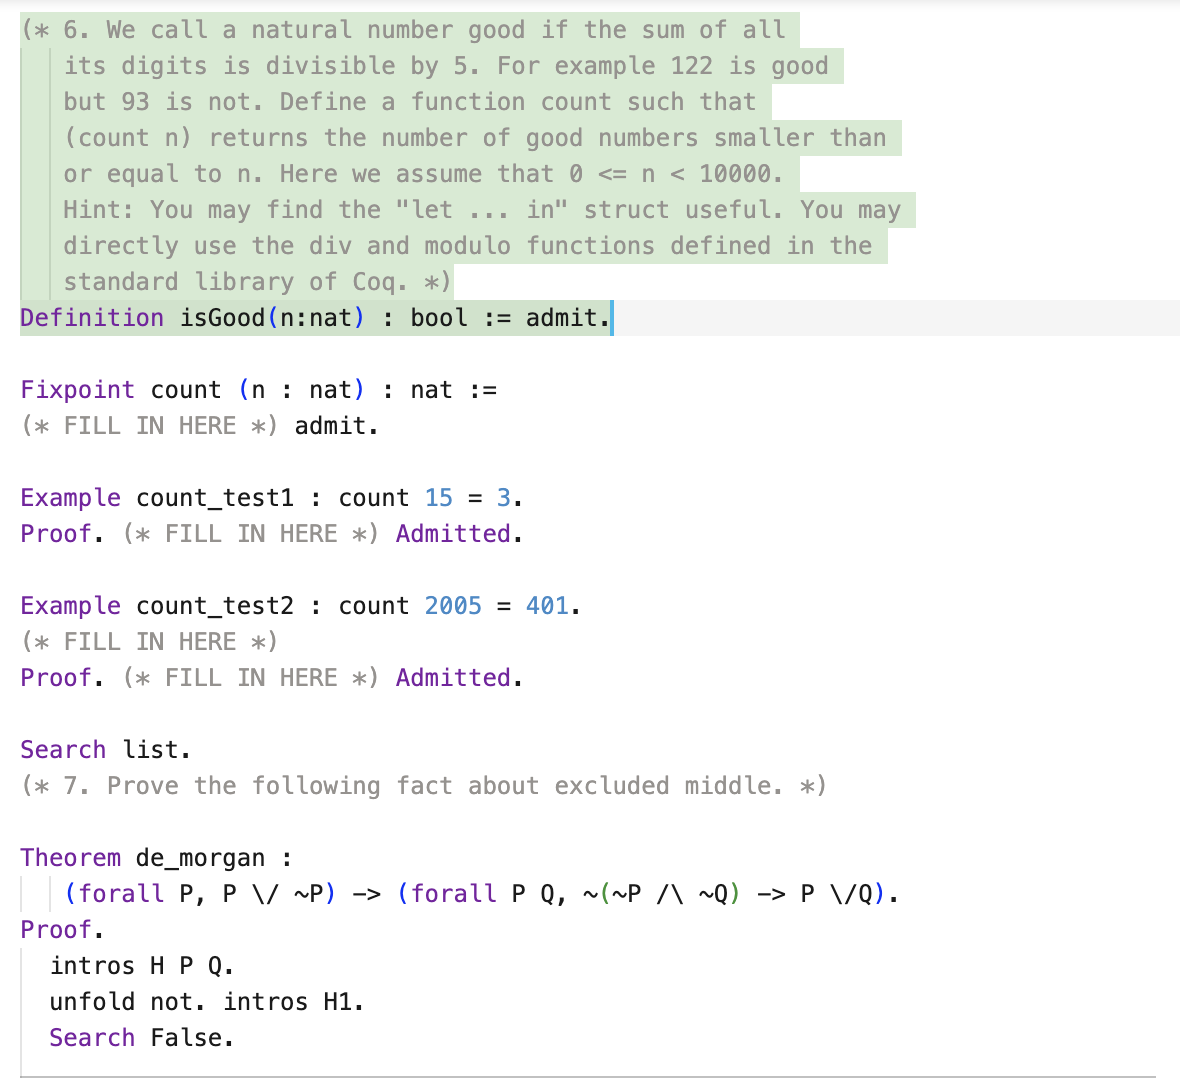 (* 6. We call a natural number good if the sum of all
its digits is divisible by 5. For example 122 is good
but 93 is not. Define a function count such that
(count n) returns the number of good numbers smaller than
or equal to n. Here we assume that 0 <= n < 10000.
Hint: You may find the "let ... in" struct useful. You may
directly use the div and modulo functions defined in the
standard library of Coq. *)
Definition isGood(n:nat) : bool := admit.
Fixpoint count (n : nat) : nat :=
(* FILL IN HERE *) admit.
Example count_test1 : count 15 = 3.
Proof. (* FILL IN HERE *) Admitted.
Example count_test2 : count 2005 = 401.
(* FILL IN HERE *)
Proof. (* FILL IN HERE *) Admitted.
Search list.
(* 7. Prove the following fact about excluded middle. *)
Theorem de_morgan :
(forall P, P \/ ~P) -> (forall P Q, ~(~P /\ ~Q) -> P \/Q).
Proof.
intros H P Q.
unfold not. intros H1.
Search False.